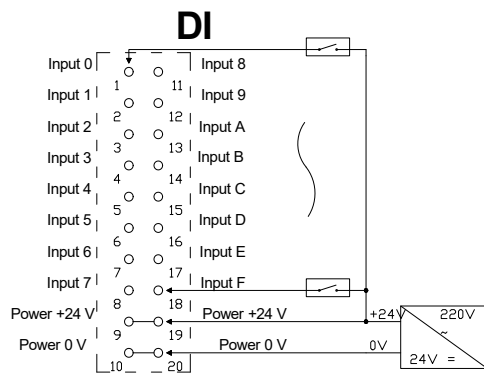 DI
Input 0 Input 8
1 11
Input 1 Input 9
2 12
Input 2 Input A
3 13
Input 3 Input B
4 14
Input 4 Input C
5 15
Input 5 Input D
6 16
Input 6 Input E
7 17
Input 7 Input F
8 18
Power +24 V Power +24 V +24V 220V
9 19 ~
Power 0 V Power 0 V 0V
10 20 24V =